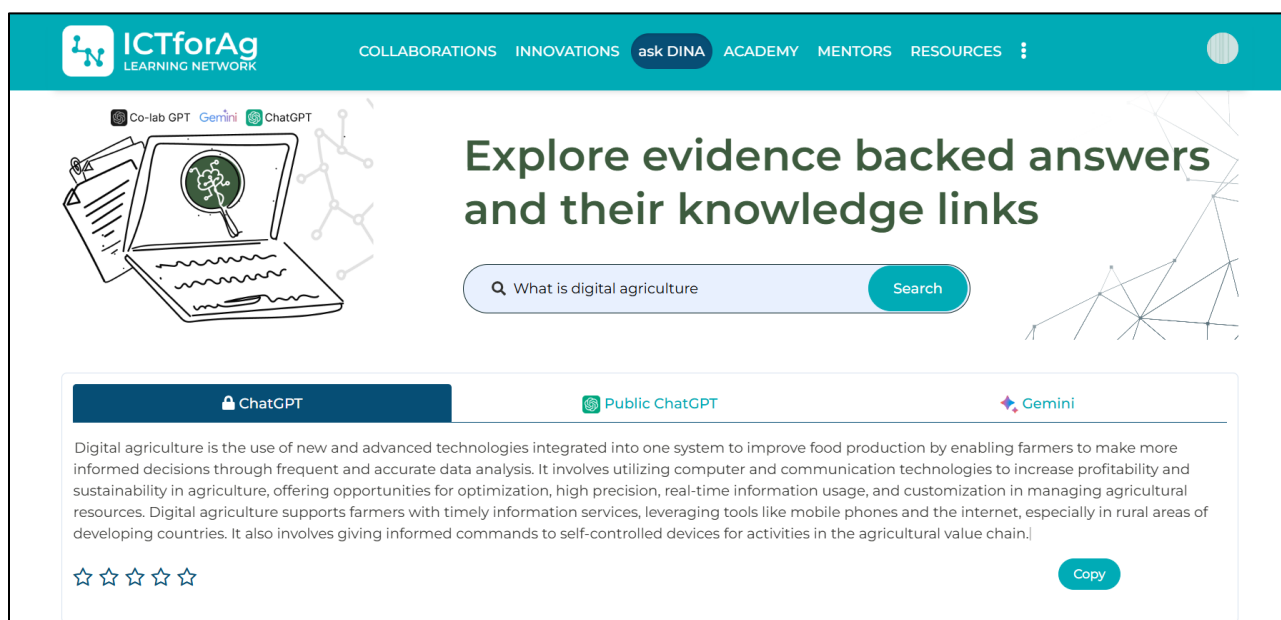 ICTforAg
LEARNING NETWORK
COLLABORATIONS INNOVATIONS ask DINA ACADEMY MENTORS RESOURCES
Co-lab GPT Gemini ChatGPT
Explore evidence backed answers
and their knowledge links
What is digital agriculture
Search
ChatGPT
Public ChatGPT
Gemini
Digital agriculture is the use of new and advanced technologies integrated into one system to improve food production by enabling farmers to make more
informed decisions through frequent and accurate data analysis. It involves utilizing computer and communication technologies to increase profitability and
sustainability in agriculture, offering opportunities for optimization, high precision, real-time information usage, and customization in managing agricultural
resources. Digital agriculture supports farmers with timely information services, leveraging tools like mobile phones and the internet, especially in rural areas of
developing countries. It also involves giving informed commands to self-controlled devices for activities in the agricultural value chain.
Copy